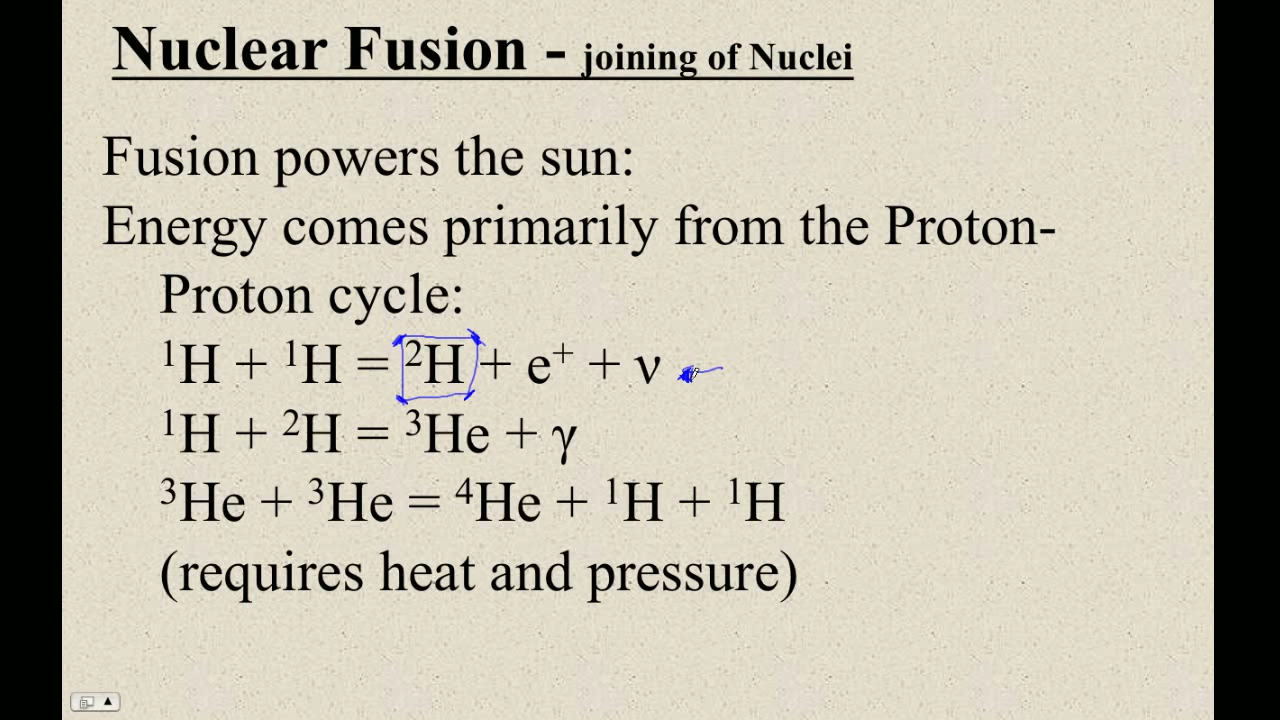 Nuclear Fusion - joining of Nuclei
Fusion powers the sun:
Energy comes primarily from the Proton-
Proton cycle:
¹H + ¹H = ²H + e⁺ + ν
¹H + ²H = ³He + γ
³He + ³He = ⁴He + ¹H + ¹H
(requires heat and pressure)